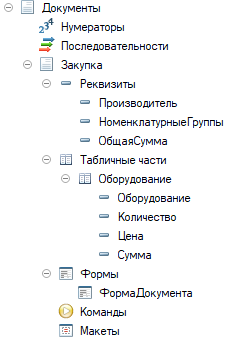 Документы
Нумераторы
Последовательности
Закупка
Реквизиты
Производитель
НоменклатурныеГруппы
ОбщаяСумма
Табличные части
Оборудование
Оборудование
Количество
Цена
Сумма
Формы
ФормаДокумента
Команды
Макеты